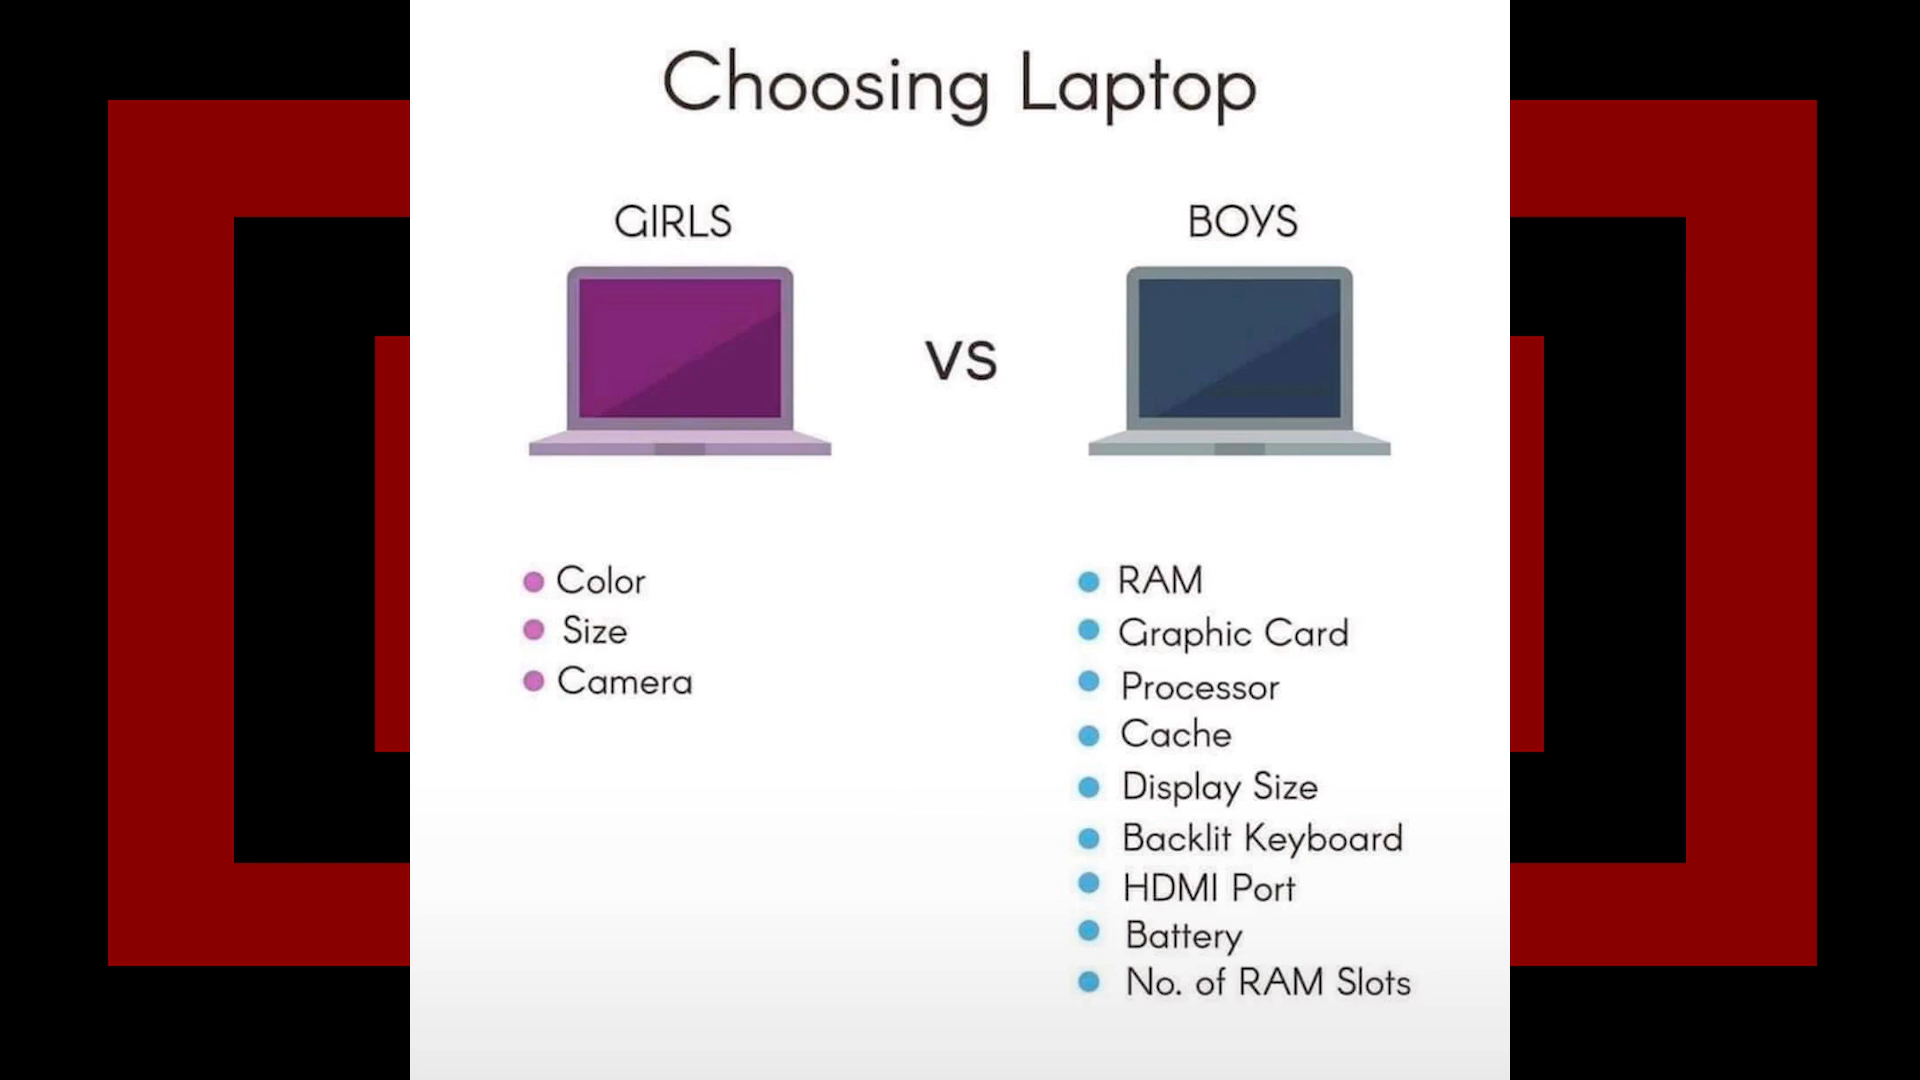 Choosing Laptop
GIRLS
VS
BOYS
Color
Size
Camera
RAM
Graphic Card
Processor
Cache
Display Size
Backlit Keyboard
HDMI Port
Battery
No. of RAM Slots